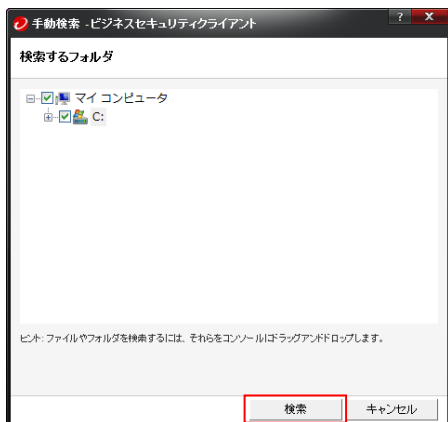 手動検索 -ビジネスセキュリティクライアント
検索するフォルダ
マイ コンピュータ
C:
ヒント: ファイルやフォルダを検索するには、それらをコンソールにドラッグアンドドロップします。
検索 キャンセル